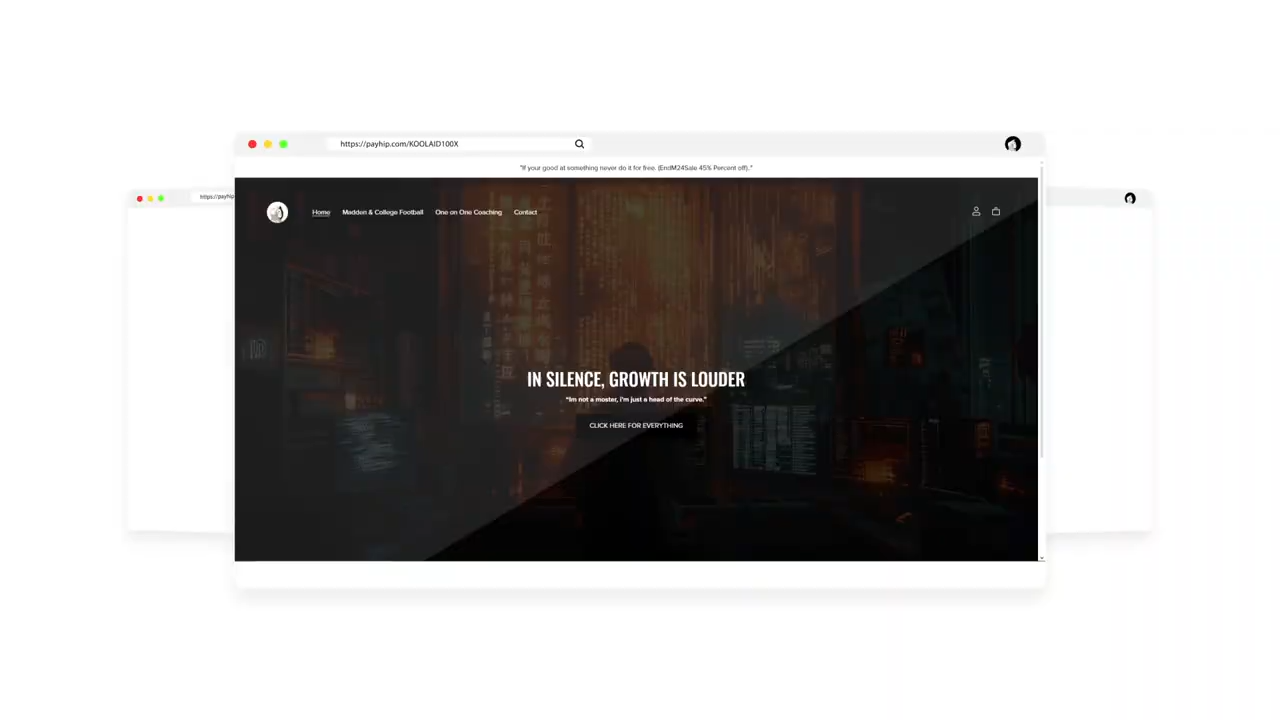 https://payhip.com/KOOLAID100X
https://payhip
"If your good at something never do it for free. (EndM24Sale 45% Percent off)."
Home Madden & College Football One on One Coaching Contact
IN SILENCE, GROWTH IS LOUDER
"Im not a moster, i'm just a head of the curve."
CLICK HERE FOR EVERYTHING